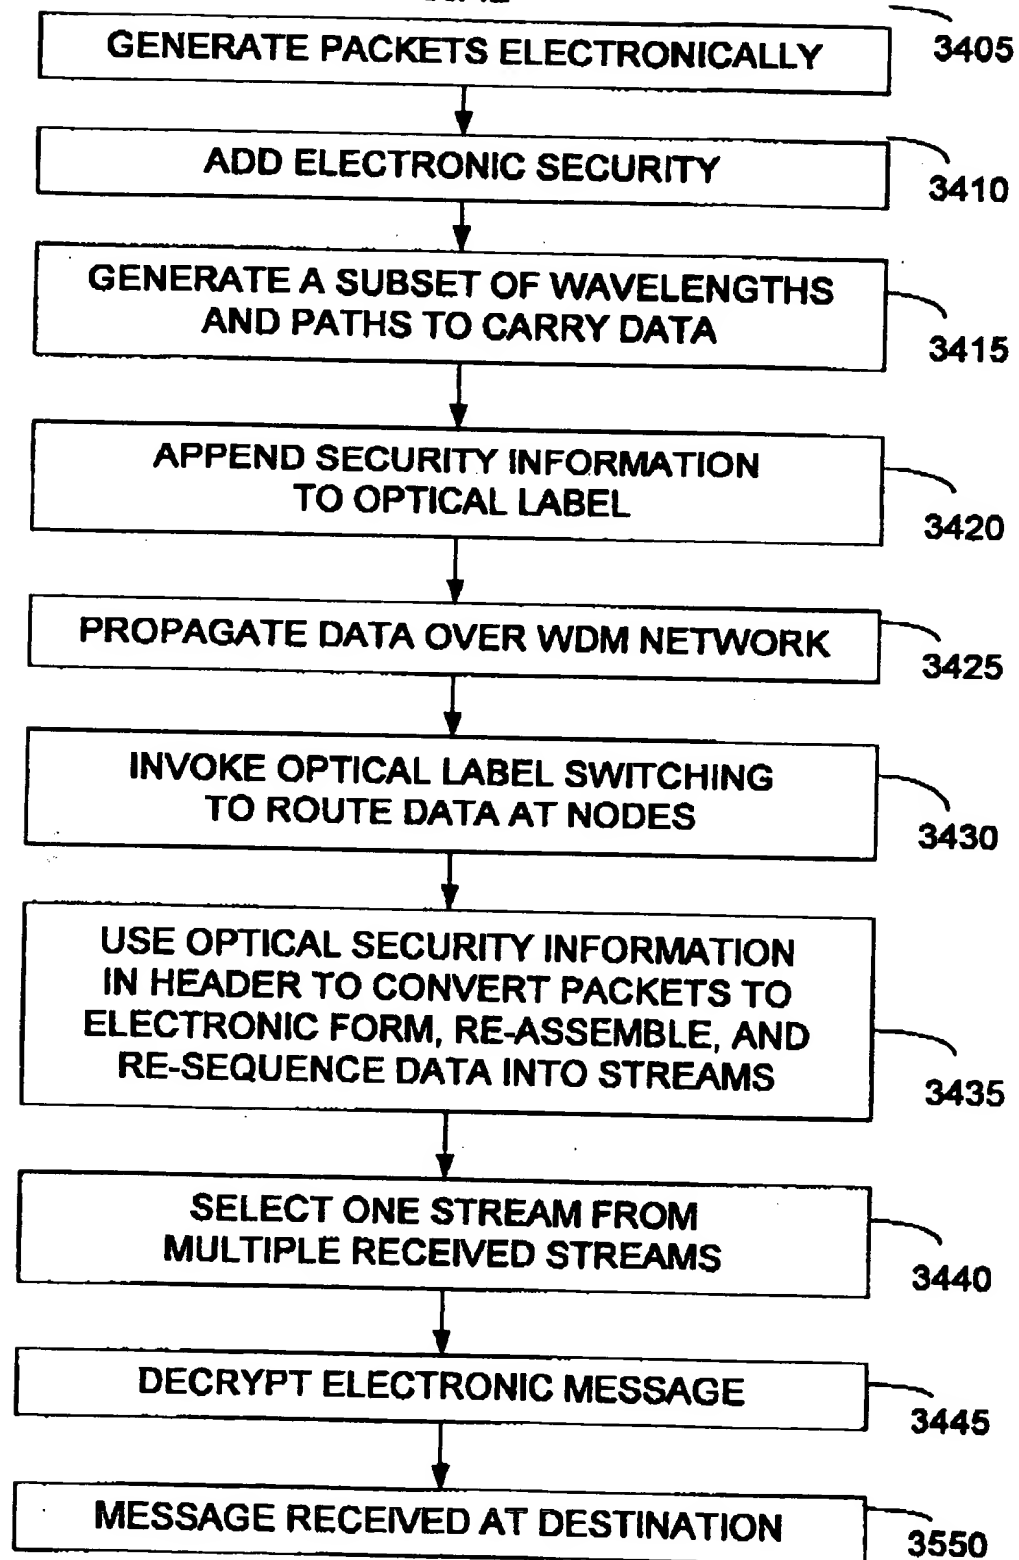 GENERATE PACKETS ELECTRONICALLY
3405
ADD ELECTRONIC SECURITY
3410
GENERATE A SUBSET OF WAVELENGTHS
AND PATHS TO CARRY DATA
3415
APPEND SECURITY INFORMATION
TO OPTICAL LABEL
3420
PROPAGATE DATA OVER WDM NETWORK
3425
INVOKE OPTICAL LABEL SWITCHING
TO ROUTE DATA AT NODES
3430
USE OPTICAL SECURITY INFORMATION
IN HEADER TO CONVERT PACKETS TO
ELECTRONIC FORM, RE-ASSEMBLE, AND
RE-SEQUENCE DATA INTO STREAMS
3435
SELECT ONE STREAM FROM
MULTIPLE RECEIVED STREAMS
3440
DECRYPT ELECTRONIC MESSAGE
3445
MESSAGE RECEIVED AT DESTINATION
3550